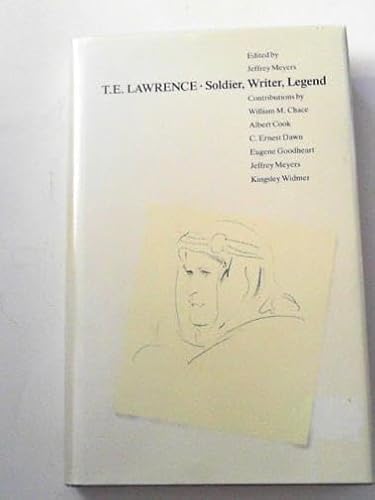 Edited by
Jeffrey Meyers
T.E. LAWRENCE · Soldier, Writer, Legend
Contributions by
William M. Chace
Albert Cook
C. Ernest Dawn
Eugene Goodheart
Jeffrey Meyers
Kingsley Widmer